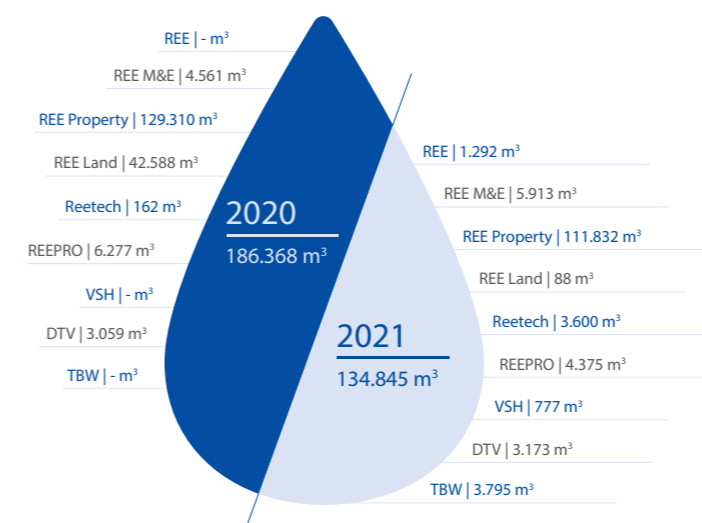 REE | - m³
REE M&E | 4.561 m³
REE Property | 129.310 m³
REE Land | 42.588 m³
Reetech | 162 m³
REEPRO | 6.277 m³
VSH | - m³
DTV | 3.059 m³
TBW | - m³
2020
186.368 m³
2021
134.845 m³
REE | 1.292 m³
REE M&E | 5.913 m³
REE Property | 111.832 m³
REE Land | 88 m³
Reetech | 3.600 m³
REEPRO | 4.375 m³
VSH | 777 m³
DTV | 3.173 m³
TBW | 3.795 m³